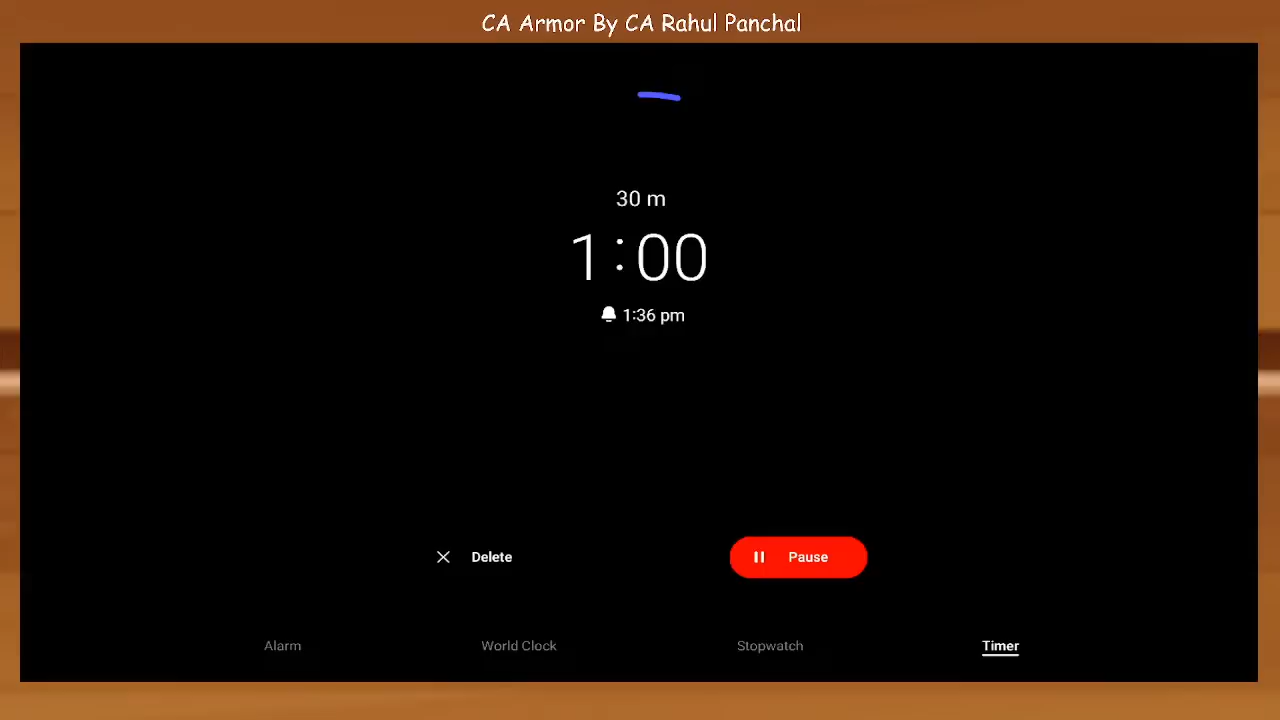 CA Armor By CA Rahul Panchal
30 m
1:00
1:36 pm
Delete
Pause
Alarm
World Clock
Stopwatch
Timer